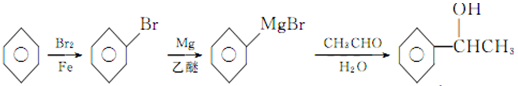 OH
Br
MgBr
Br₂
Mg
CH₃CHO
CHCH₃
Fe
乙醚
H₂O